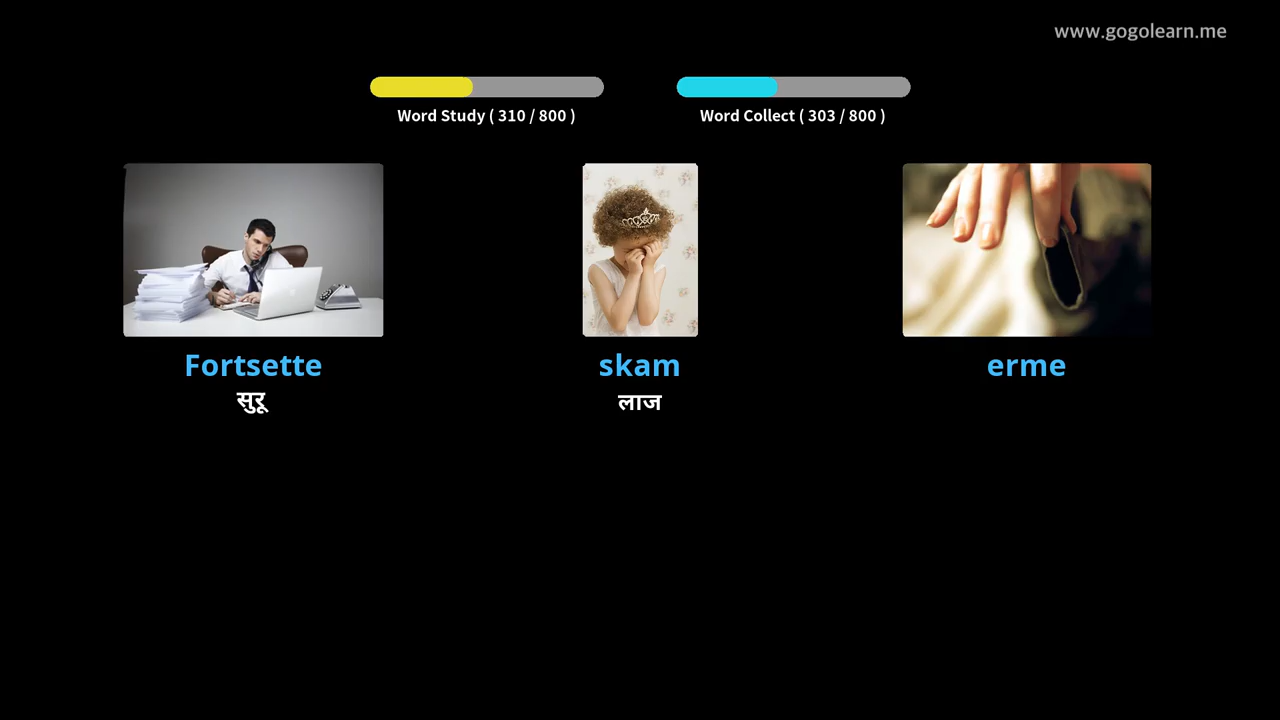 www.gogolearn.me
Word Study ( 310 / 800 )
Word Collect ( 303 / 800 )
Fortsette
सुरू
skam
लाज
erme